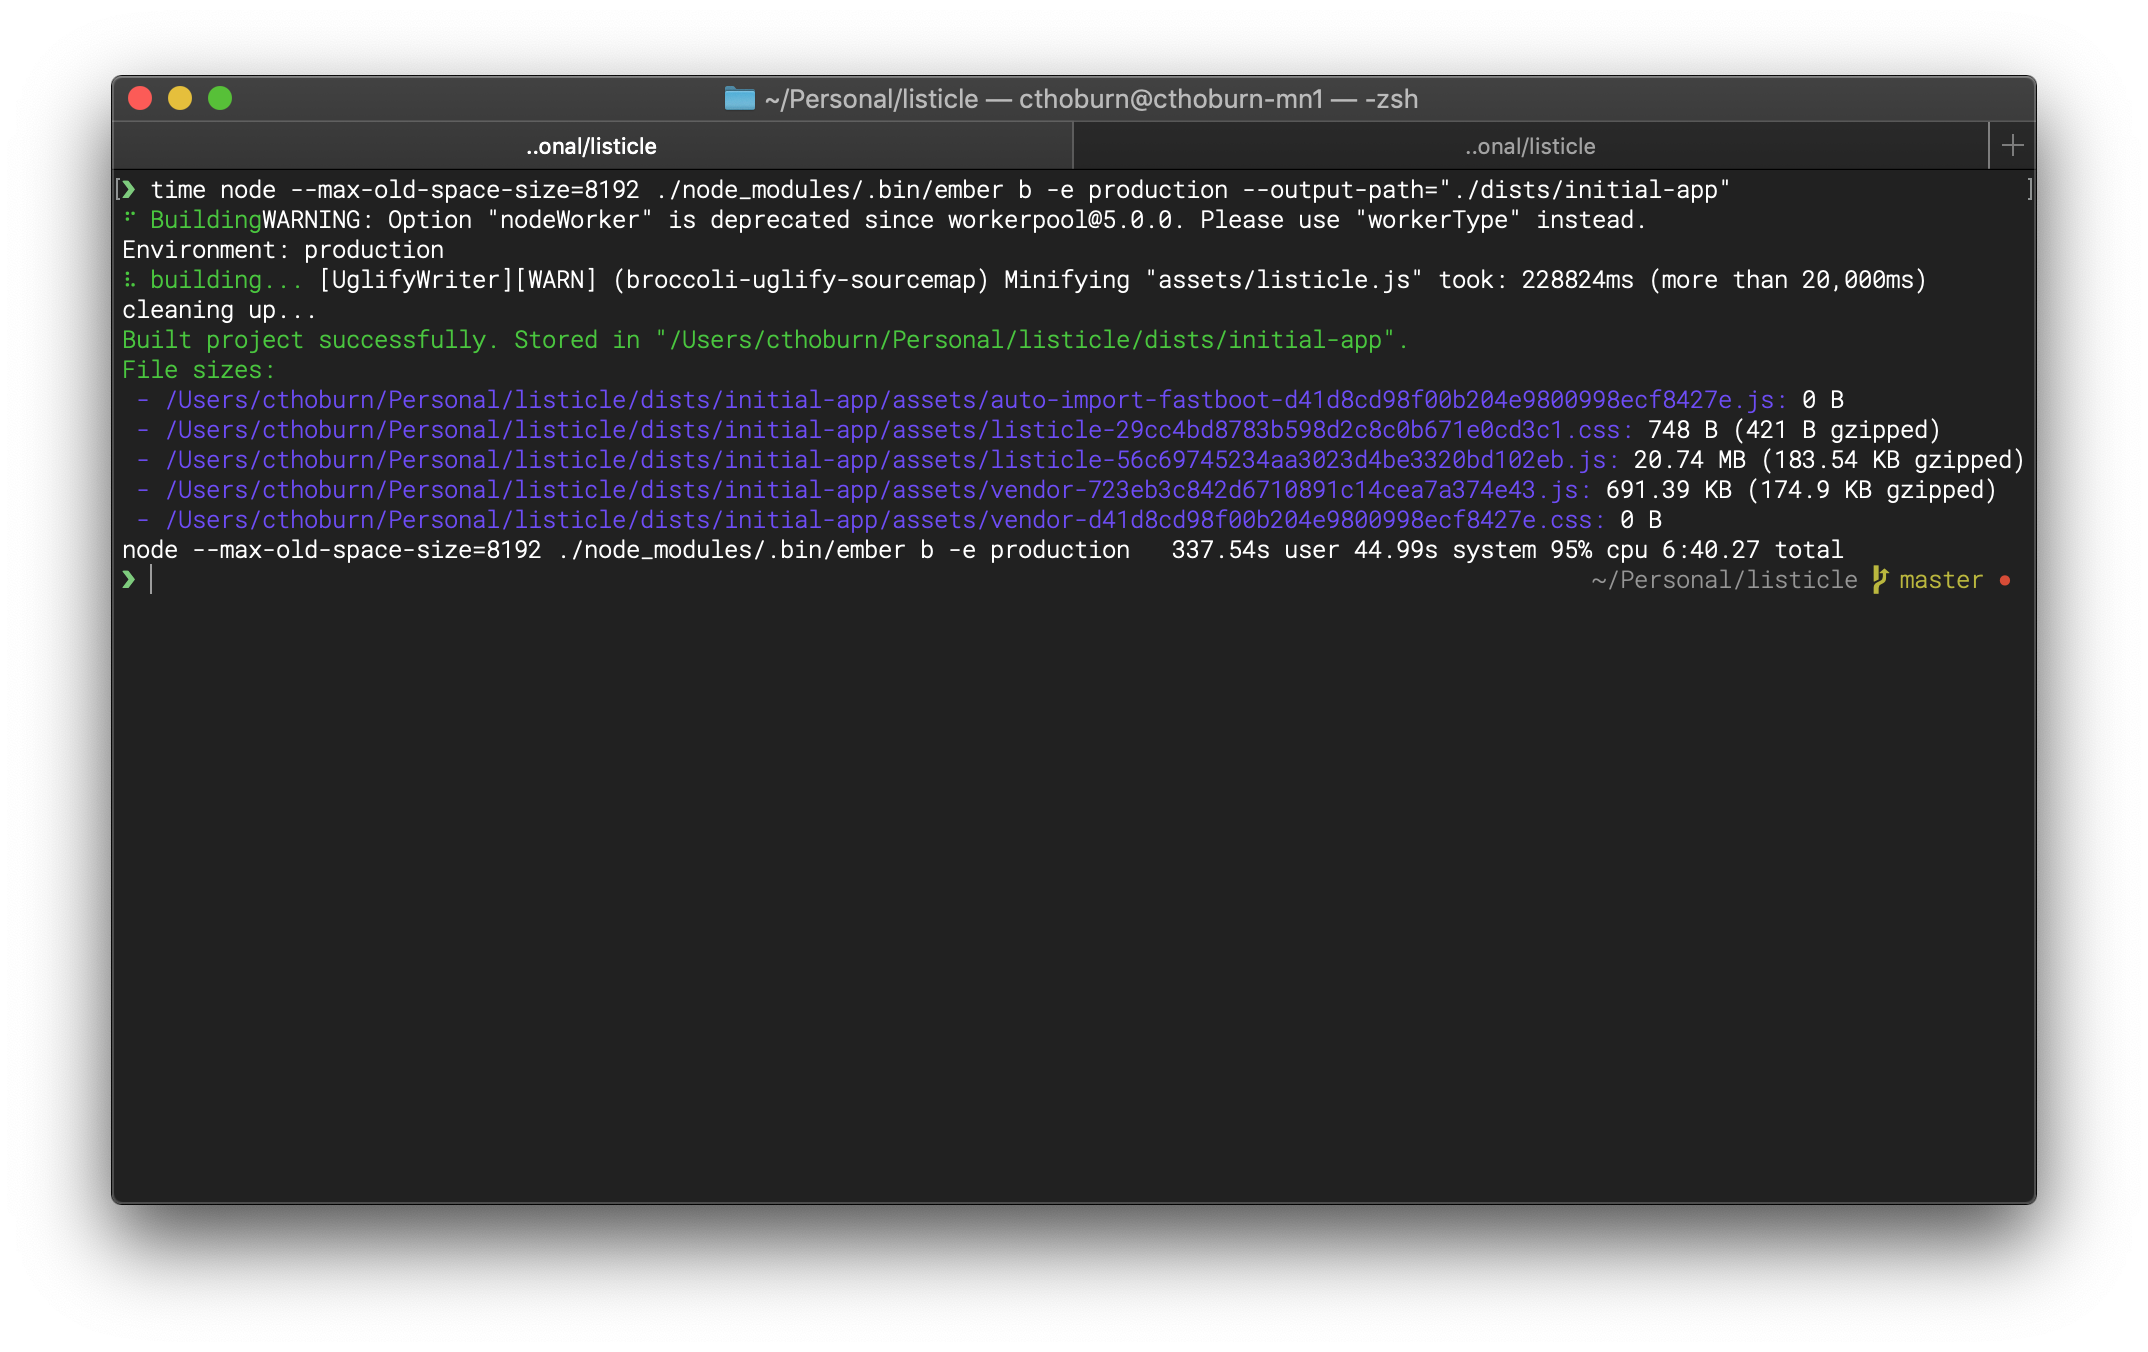 ~/Personal/listicle — cthoburn@cthoburn-mn1 — -zsh
..onal/listicle ..onal/listicle +
[❯ time node --max-old-space-size=8192 ./node_modules/.bin/ember b -e production --output-path="./dists/initial-app" ]
⠋ BuildingWARNING: Option "nodeWorker" is deprecated since workerpool@5.0.0. Please use "workerType" instead.
Environment: production
⠧ building... [UglifyWriter][WARN] (broccoli-uglify-sourcemap) Minifying "assets/listicle.js" took: 228824ms (more than 20,000ms)
cleaning up...
Built project successfully. Stored in "/Users/cthoburn/Personal/listicle/dists/initial-app".
File sizes:
- /Users/cthoburn/Personal/listicle/dists/initial-app/assets/auto-import-fastboot-d41d8cd98f00b204e9800998ecf8427e.js: 0 B
- /Users/cthoburn/Personal/listicle/dists/initial-app/assets/listicle-29cc4bd8783b598d2c8c0b671e0cd3c1.css: 748 B (421 B gzipped)
- /Users/cthoburn/Personal/listicle/dists/initial-app/assets/listicle-56c69745234aa3023d4be3320bd102eb.js: 20.74 MB (183.54 KB gzipped)
- /Users/cthoburn/Personal/listicle/dists/initial-app/assets/vendor-723eb3c842d6710891c14cea7a374e43.js: 691.39 KB (174.9 KB gzipped)
- /Users/cthoburn/Personal/listicle/dists/initial-app/assets/vendor-d41d8cd98f00b204e9800998ecf8427e.css: 0 B
node --max-old-space-size=8192 ./node_modules/.bin/ember b -e production 337.54s user 44.99s system 95% cpu 6:40.27 total
❯ ~/Personal/listicle master ●